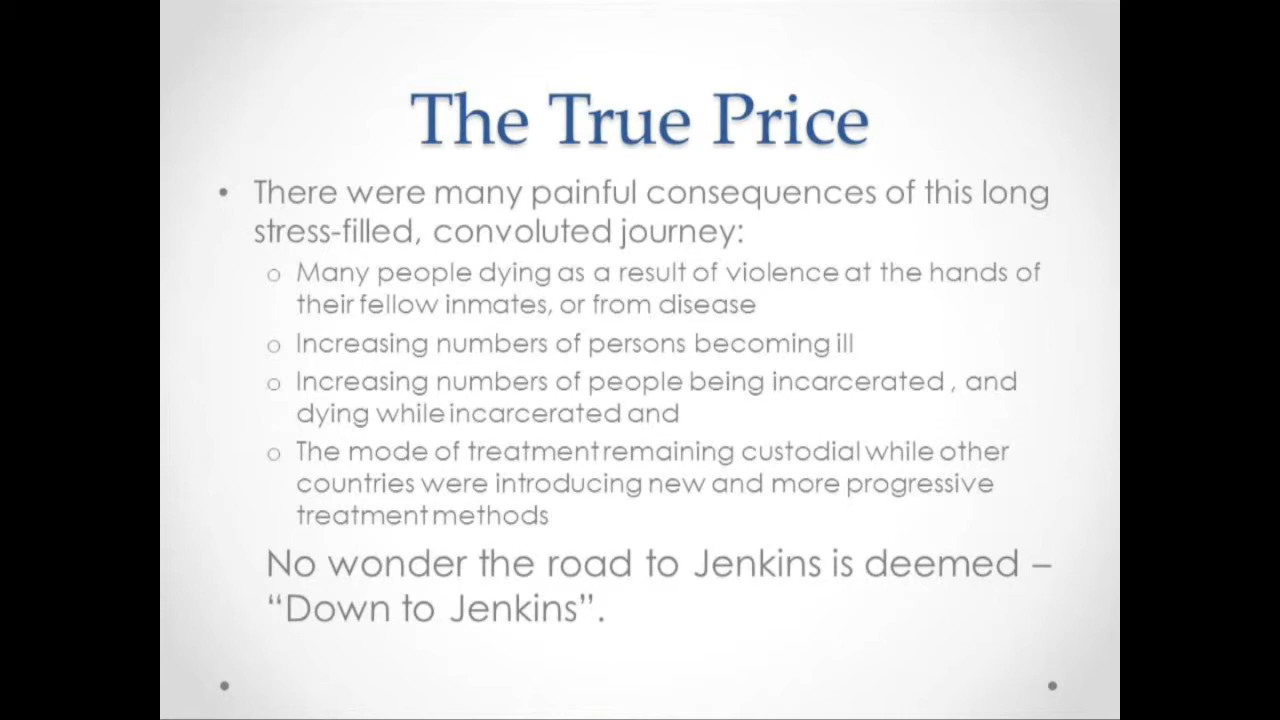 The True Price
• There were many painful consequences of this long
stress-filled, convoluted journey:
o Many people dying as a result of violence at the hands of
their fellow inmates, or from disease
o Increasing numbers of persons becoming ill
o Increasing numbers of people being incarcerated , and
dying while incarcerated and
o The mode of treatment remaining custodial while other
countries were introducing new and more progressive
treatment methods
No wonder the road to Jenkins is deemed –
“Down to Jenkins”.